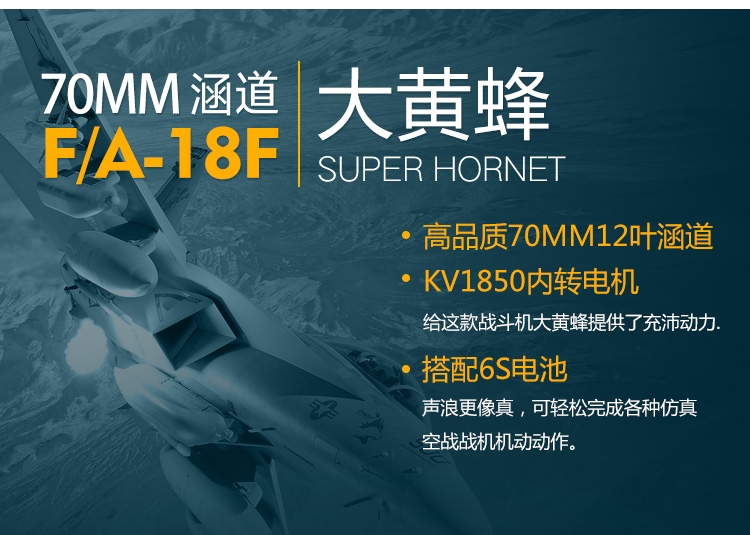 70MM 涵道
F/A-18F
大黄蜂
SUPER HORNET
• 高品质70MM12叶涵道
• KV1850内转电机
给这款战斗机大黄蜂提供了充沛动力.
• 搭配6S电池
声浪更像真，可轻松完成各种仿真
空战战机机动动作。